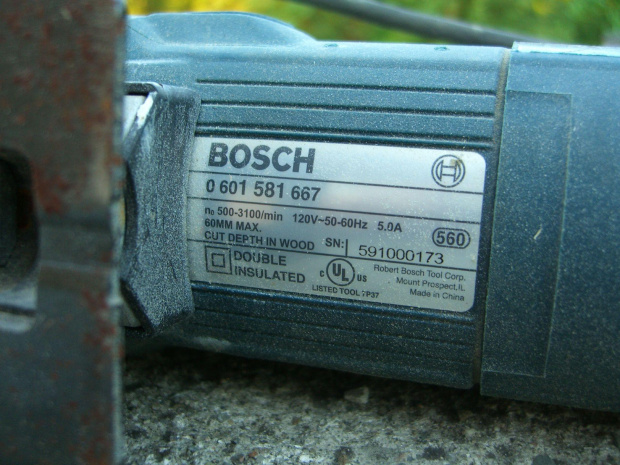 BOSCH
0 601 581 667
n₀ 500-3100/min 120V~50-60Hz 5.0A
60MM MAX.
CUT DEPTH IN WOOD SN: 591000173
560
DOUBLE
INSULATED
C UL US
LISTED TOOL 7P37
Robert Bosch Tool Corp.
Mount Prospect,IL
Made in China